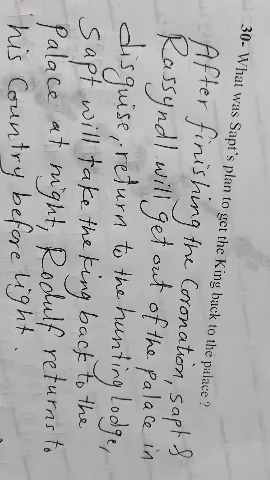 30- What was Sapt's plan to get the King back to the palace ?
After finishing the Coronation, Sapt &
Rassyndl will get out of the palace in
disguise, return to the hunting lodge,
Sapt will take the king back to the
palace at night, Rodulf returns to
his Country before light.